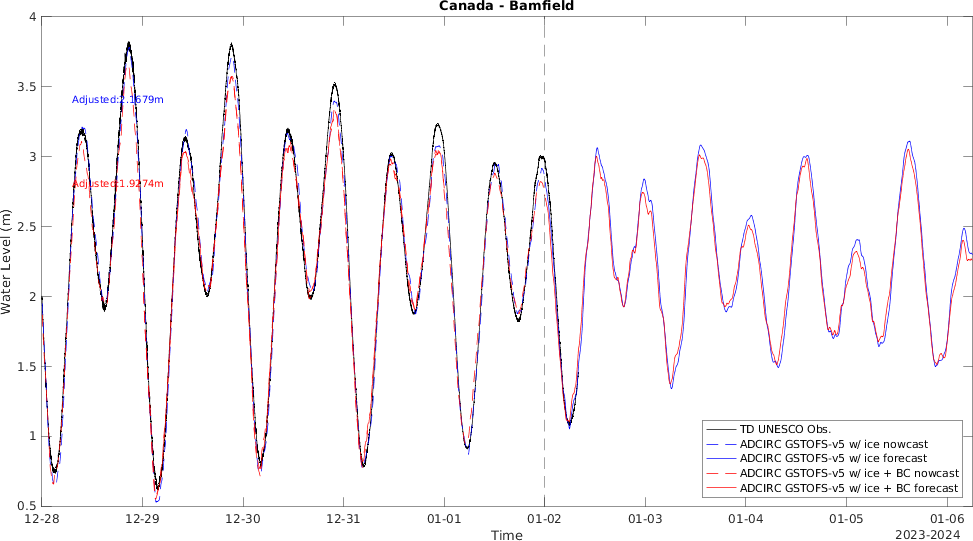 Canada - Bamfield
4
3.5
3
2.5
2
1.5
1
0.5
Water Level (m)
Adjusted:2.1679m
Adjusted:1.9274m
TD UNESCO Obs.
ADCIRC GSTOFS-v5 w/ ice nowcast
ADCIRC GSTOFS-v5 w/ ice forecast
ADCIRC GSTOFS-v5 w/ ice + BC nowcast
ADCIRC GSTOFS-v5 w/ ice + BC forecast
12-28 12-29 12-30 12-31 01-01 01-02 01-03 01-04 01-05 01-06
Time
2023-2024